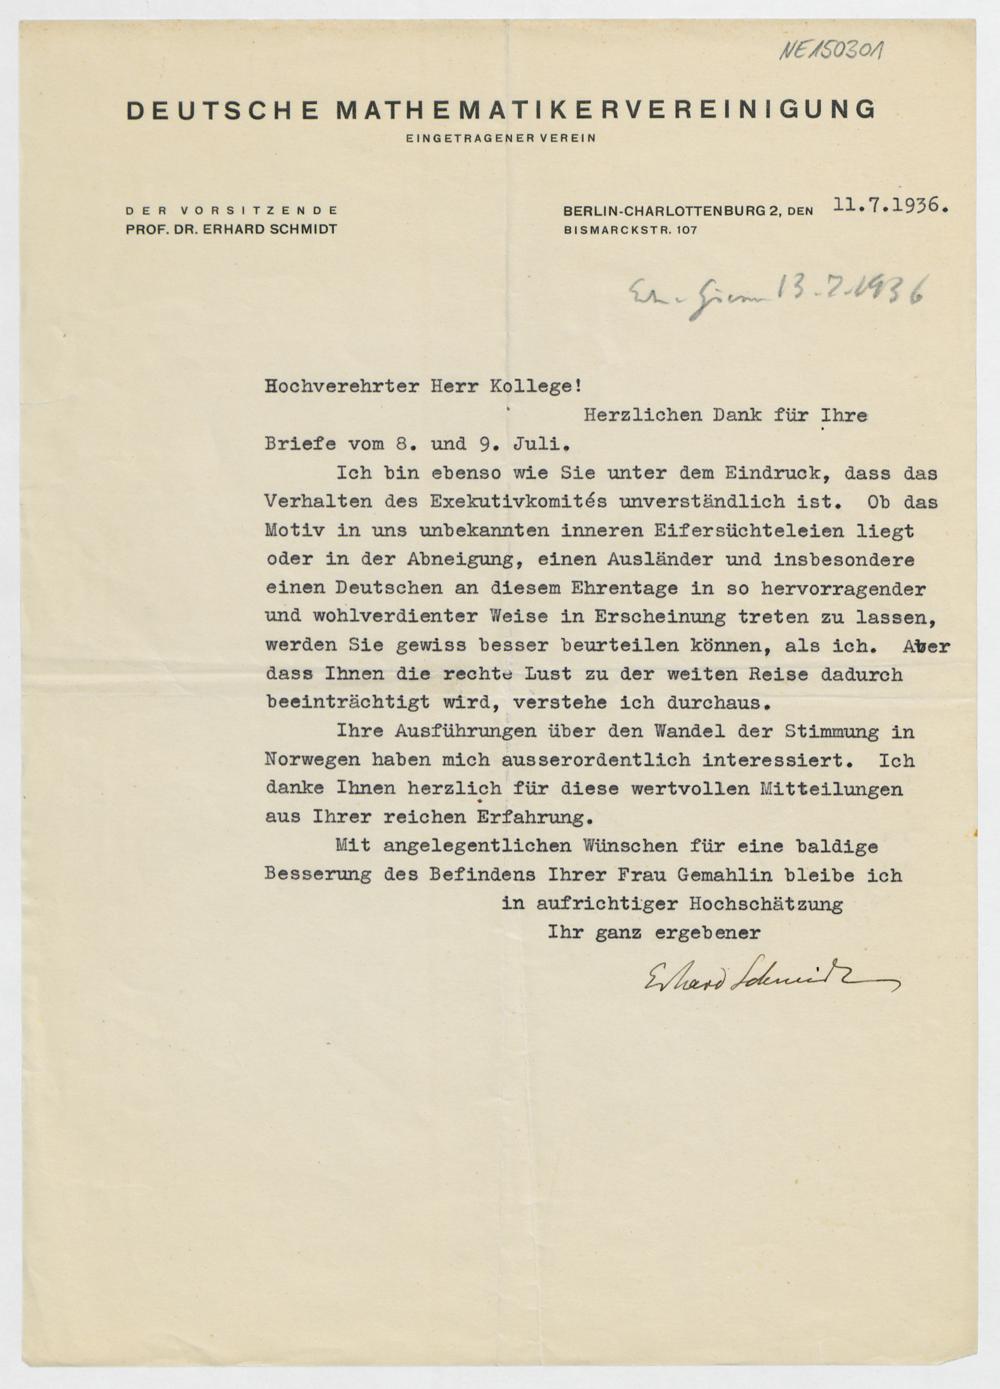 NE150301
DEUTSCHE MATHEMATIKERVEREINIGUNG
EINGETRAGENER VEREIN
DER VORSITZENDE
PROF. DR. ERHARD SCHMIDT
BERLIN-CHARLOTTENBURG 2, DEN 11.7.1936.
BISMARCKSTR. 107
13.7.1936
Hochverehrter Herr Kollege!
Herzlichen Dank für Ihre
Briefe vom 8. und 9. Juli.
Ich bin ebenso wie Sie unter dem Eindruck, dass das
Verhalten des Exekutivkomités unverständlich ist. Ob das
Motiv in uns unbekannten inneren Eifersüchteleien liegt
oder in der Abneigung, einen Ausländer und insbesondere
einen Deutschen an diesem Ehrentage in so hervorragender
und wohlverdienter Weise in Erscheinung treten zu lassen,
werden Sie gewiss besser beurteilen können, als ich. Aber
dass Ihnen die rechte Lust zu der weiten Reise dadurch
beeinträchtigt wird, verstehe ich durchaus.
Ihre Ausführungen über den Wandel der Stimmung in
Norwegen haben mich ausserordentlich interessiert. Ich
danke Ihnen herzlich für diese wertvollen Mitteilungen
aus Ihrer reichen Erfahrung.
Mit angelegentlichen Wünschen für eine baldige
Besserung des Befindens Ihrer Frau Gemahlin bleibe ich
in aufrichtiger Hochschätzung
Ihr ganz ergebener
Erhard Schmidt